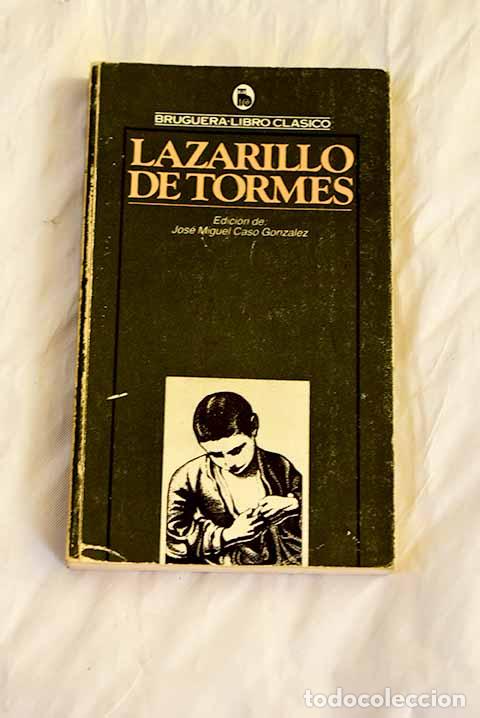 BRUGUERA·LIBRO CLASICO
LAZARILLO
DE TORMES
Edición de:
José Miguel Caso Gonzalez
todocoleccion